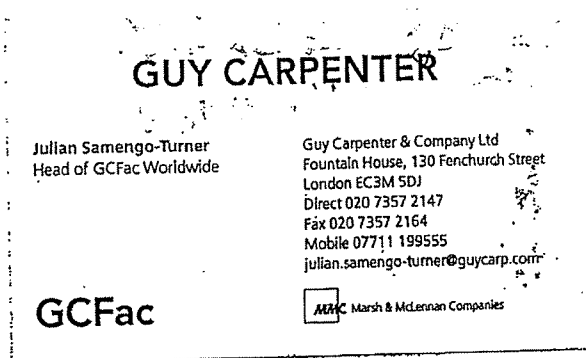 GUY CARPENTER
Julian Samengo-Turner
Head of GCFac Worldwide
Guy Carpenter & Company Ltd
Fountain House, 130 Fenchurch Street
London EC3M 5DJ
Direct 020 7357 2147
Fax 020 7357 2164
Mobile 07711 199555
julian.samengo-turner@guycarp.com
GCFac
MMC Marsh & McLennan Companies